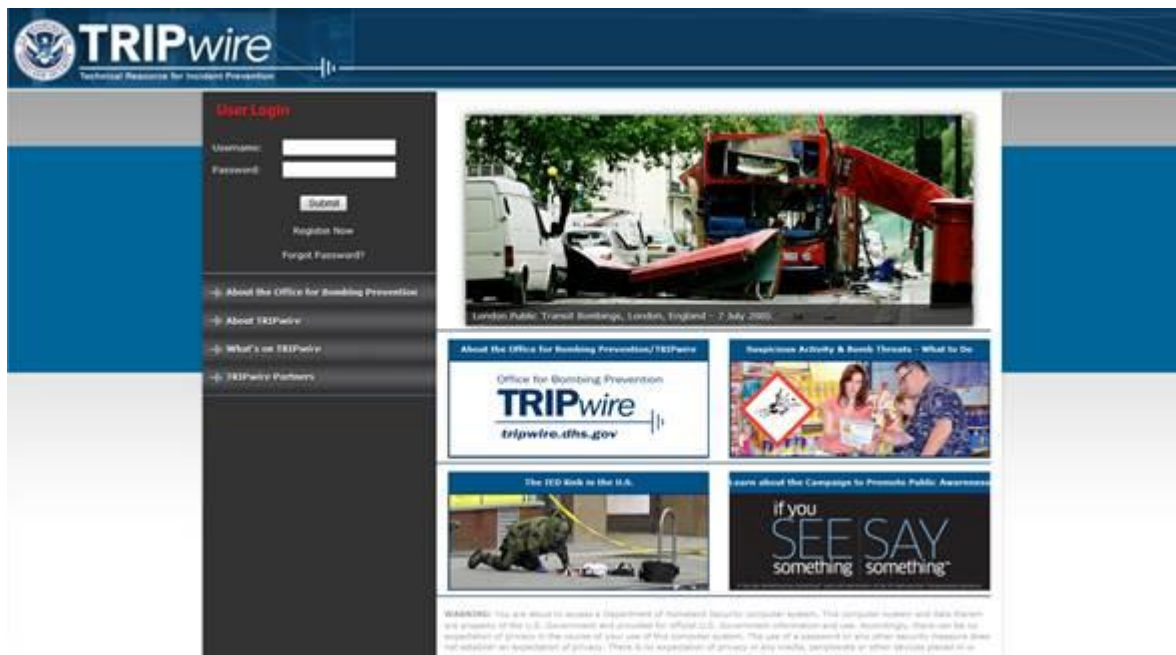 TRIPwire
Technical Resource for Incident Prevention
User Login
Username:
Password:
Submit
Register Now
Forgot Password?
About the Office for Bombing Prevention
About TRIPwire
What's on TRIPwire
TRIPwire Partners
London Public Transit Bombings, London, England - 7 July 2005
About the Office for Bombing Prevention/TRIPwire
Office for Bombing Prevention
TRIPwire
tripwire.dhs.gov
Suspicious Activity & Bomb Threats - What to Do
The IED Risk in the U.S.
Learn about the Campaign to Promote Public Awareness
if you
SEE SAY
something something™
WARNING: You are about to access a Department of Homeland Security computer system. This computer system and data therein
are property of the U.S. Government and provided for official U.S. Government information and use. Accordingly, there can be no
expectation of privacy in the course of your use of this computer system. The use of a password or any other security measure does
not establish an expectation of privacy. There is no expectation of privacy in any media, peripherals or other devices placed in or